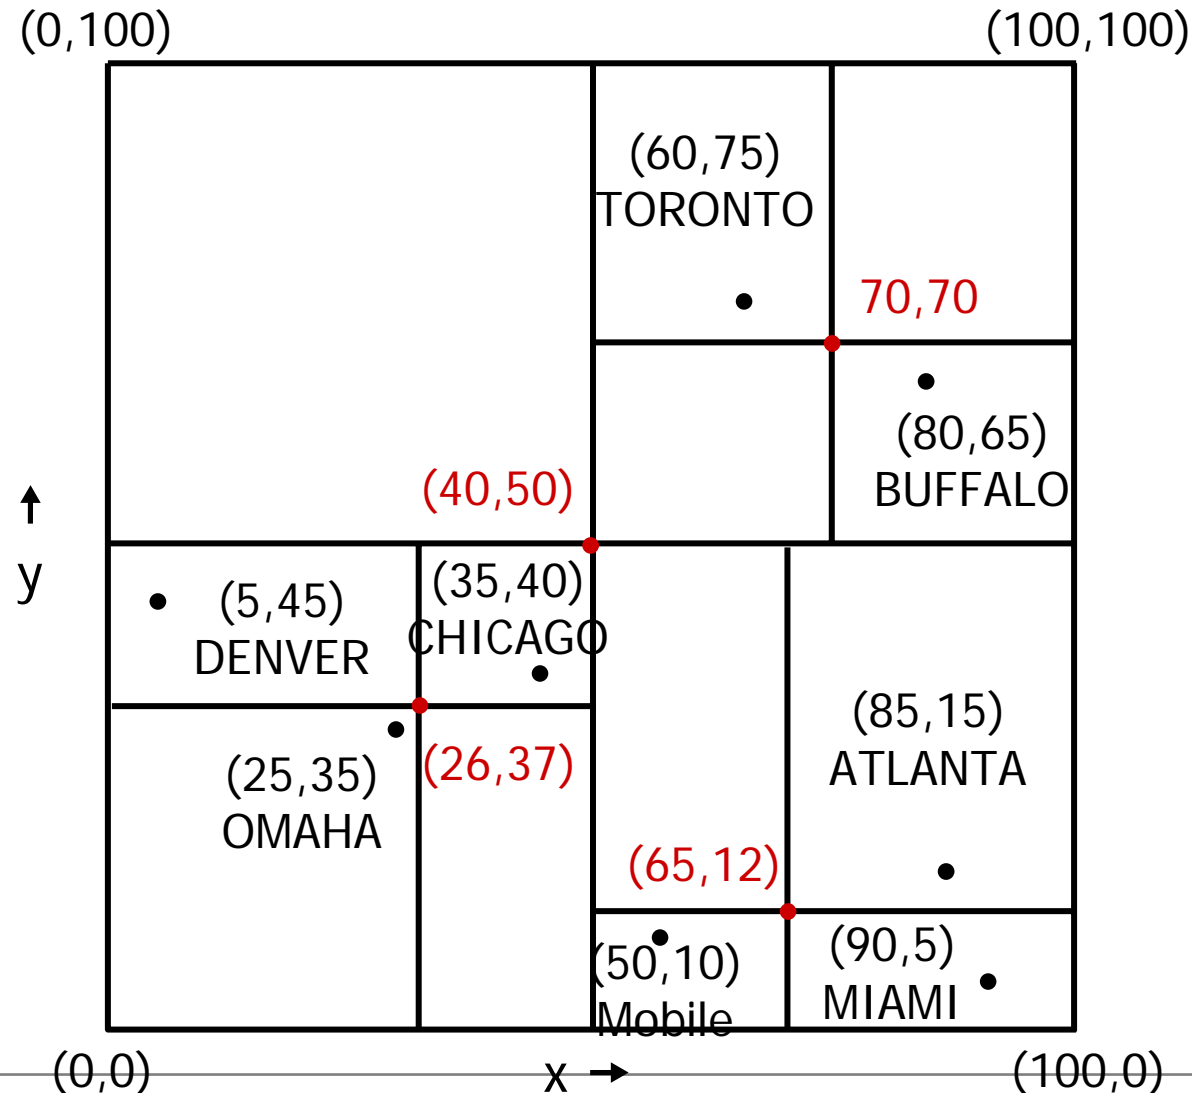 (0,100)
(100,100)
(60,75)
TORONTO
70,70
(80,65)
BUFFALO
(40,50)
y
(5,45)
DENVER
(35,40)
CHICAGO
(25,35)
OMAHA
(26,37)
(85,15)
ATLANTA
(65,12)
(50,10)
Mobile
(90,5)
MIAMI
(0,0)
x
(100,0)